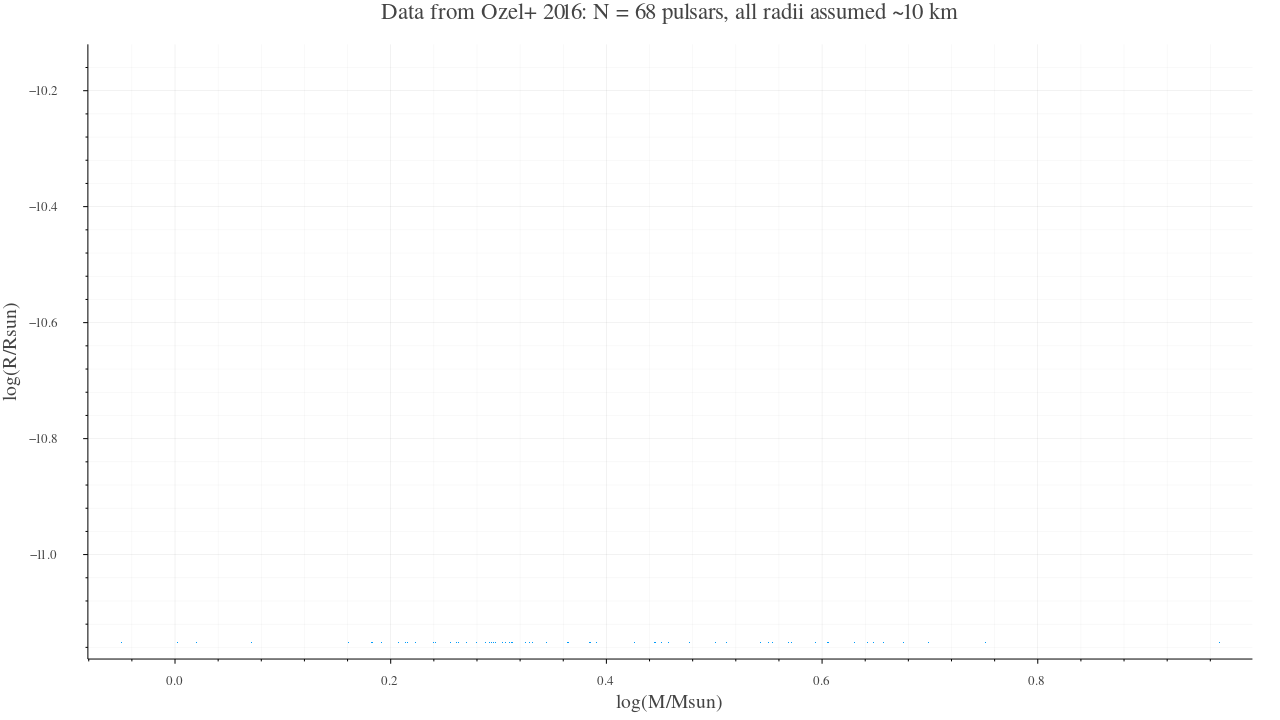 Data from Ozel+ 2016: N = 68 pulsars, all radii assumed ~10 km
log(R/Rsun)
−10.2
−10.4
−10.6
−10.8
−11.0
0.0 0.2 0.4 0.6 0.8
log(M/Msun)